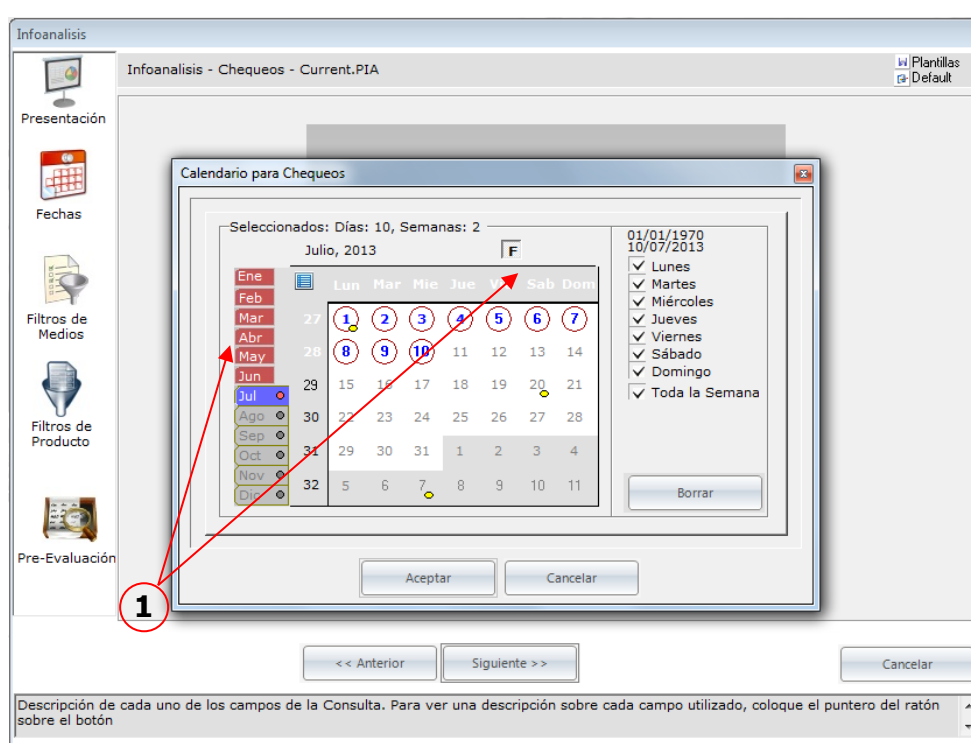 Infoanalisis
Infoanalisis - Chequeos - Current.PIA
Plantillas
Default
Presentación
Fechas
Filtros de
Medios
Filtros de
Producto
Pre-Evaluación
Calendario para Chequeos
Seleccionados: Días: 10, Semanas: 2
Julio, 2013
F
Ene
Feb
Mar
Abr
May
Jun
Jul
Ago
Sep
Oct
Nov
Dic
Lun Mar Mie Jue Sab Dom
27 1 2 3 4 5 6 7
28 8 9 10 11 12 13 14
29 15 16 17 18 19 20 21
30 22 23 24 25 26 27 28
31 29 30 31 1 2 3 4
32 5 6 7 8 9 10 11
01/01/1970
10/07/2013
Lunes
Martes
Miércoles
Jueves
Viernes
Sábado
Domingo
Toda la Semana
Borrar
Aceptar
Cancelar
1
<< Anterior
Siguiente >>
Cancelar
Descripción de cada uno de los campos de la Consulta. Para ver una descripción sobre cada campo utilizado, coloque el puntero del ratón
sobre el botón